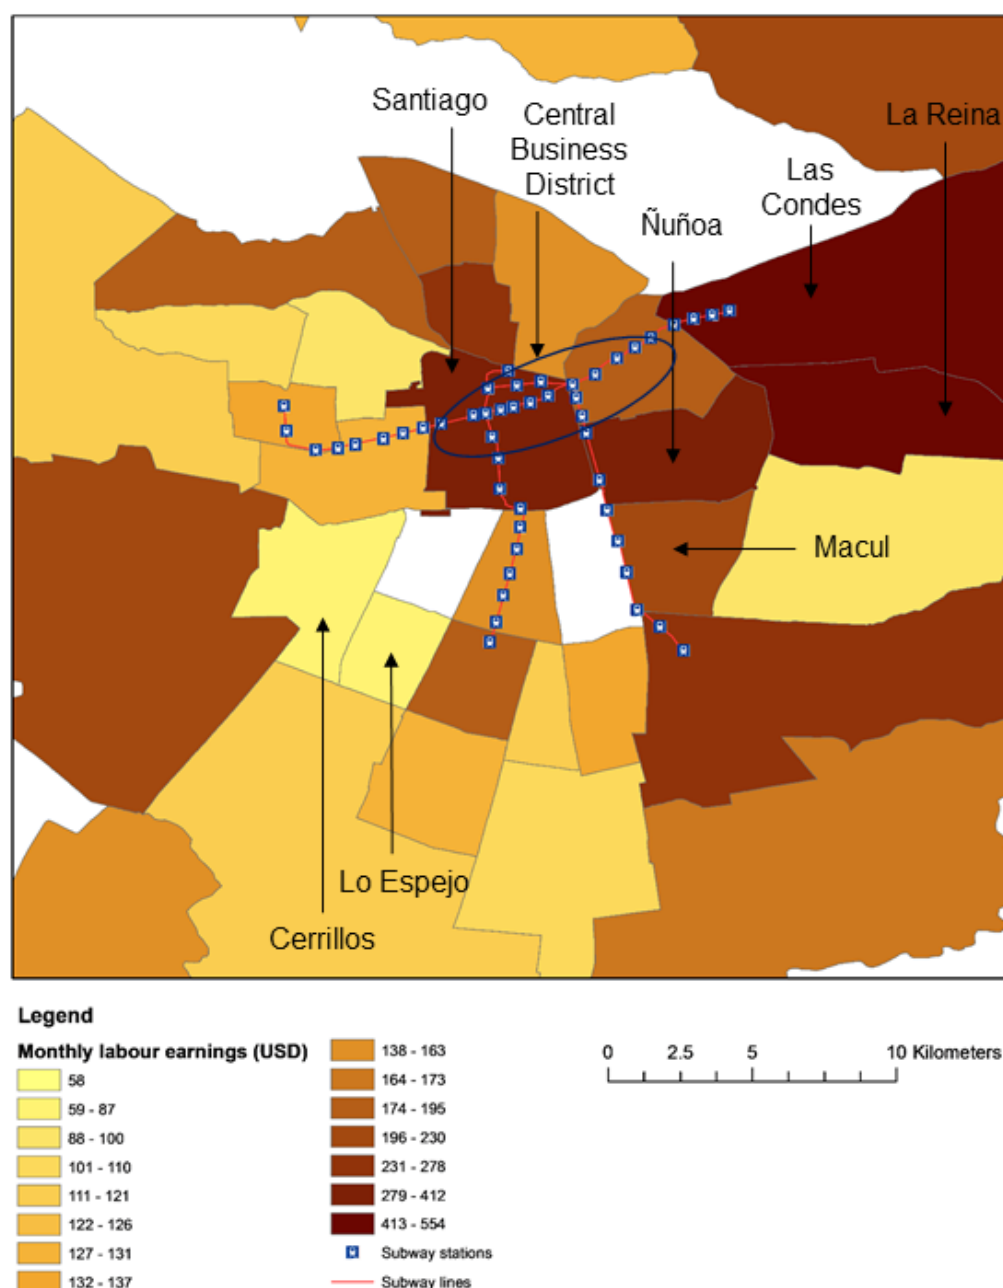 Santiago
Central
Business
District
La Reina
Las
Condes
Ñuñoa
Macul
Lo Espejo
Cerrillos
Legend
Monthly labour earnings (USD)
58
59 - 87
88 - 100
101 - 110
111 - 121
122 - 126
127 - 131
132 - 137
138 - 163
164 - 173
174 - 195
196 - 230
231 - 278
279 - 412
413 - 554
Subway stations
Subway lines
0 2.5 5 10 Kilometers